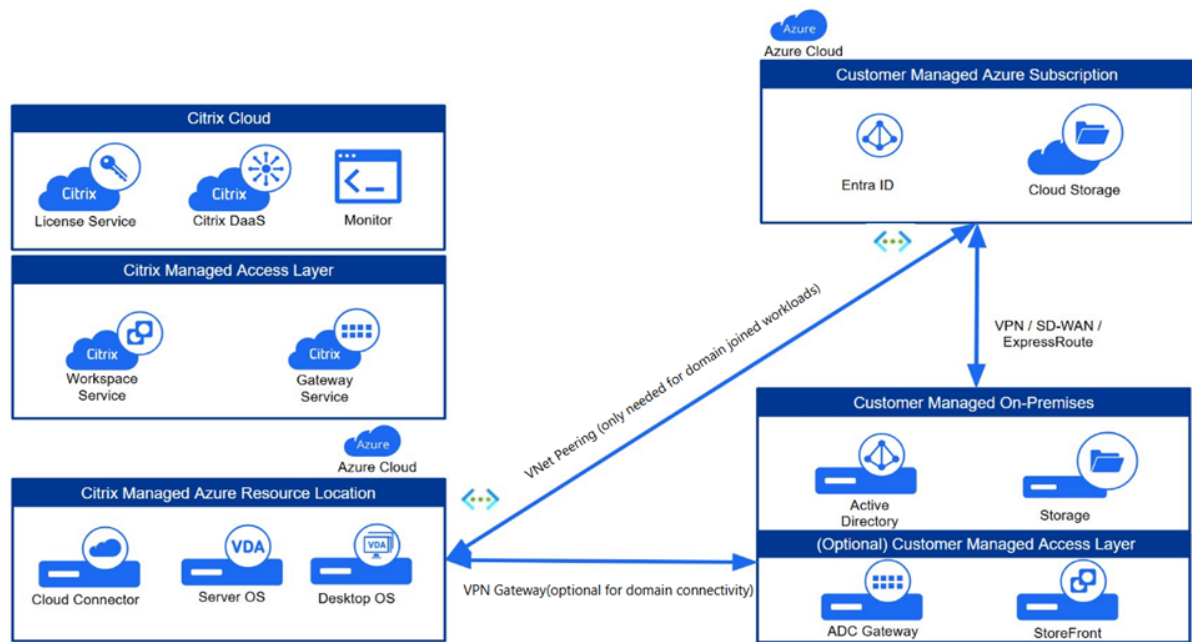 Azure
Azure Cloud
Customer Managed Azure Subscription
Entra ID
Cloud Storage
Citrix Cloud
Citrix
License Service
Citrix
Citrix DaaS
Monitor
Citrix Managed Access Layer
Citrix
Workspace
Service
Citrix
Gateway
Service
VNet Peering (only needed for domain joined workloads)
VPN / SD-WAN /
ExpressRoute
Azure
Azure Cloud
Citrix Managed Azure Resource Location
Cloud Connector
VDA
Server OS
VDA
Desktop OS
VPN Gateway(optional for domain connectivity)
Customer Managed On-Premises
Active
Directory
Storage
(Optional) Customer Managed Access Layer
ADC Gateway
StoreFront